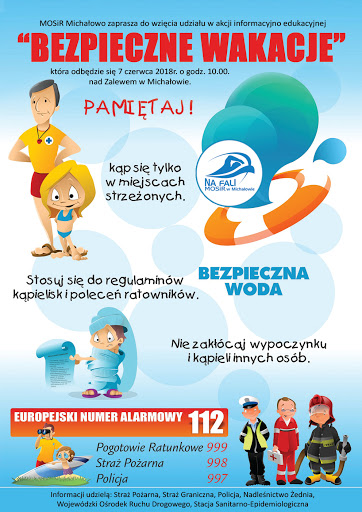 MOSiR Michałowo zaprasza do wzięcia udziału w akcji informacyjno edukacyjnej
"BEZPIECZNE WAKACJE"
która odbędzie się 7 czerwca 2018r. o godz. 10.00.
nad Zalewem w Michałowie.
PAMIĘTAJ!
kąp się tylko
w miejscach
strzeżonych.
NA FALI
MOSiR w Michałowie
Stosuj się do regulaminów
kąpielisk i poleceń ratowników.
BEZPIECZNA
WODA
Nie zakłócaj wypoczynku
i kąpieli innych osób.
EUROPEJSKI NUMER ALARMOWY 112
Pogotowie Ratunkowe 999
Straż Pożarna 998
Policja 997
Informacji udzielą: Straż Pożarna, Straż Graniczna, Policja, Nadleśnictwo Żednia,
Wojewódzki Ośrodek Ruchu Drogowego, Stacja Sanitarno-Epidemiologiczna